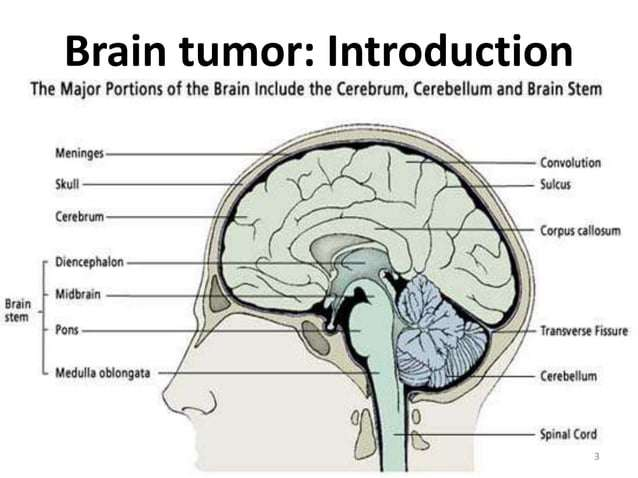 Brain tumor: Introduction
The Major Portions of the Brain Include the Cerebrum, Cerebellum and Brain Stem
Meninges
Skull
Cerebrum
Diencephalon
Midbrain
Brain
stem
Pons
Medulla oblongata
Convolution
Sulcus
Corpus callosum
Transverse Fissure
Cerebellum
Spinal Cord
3